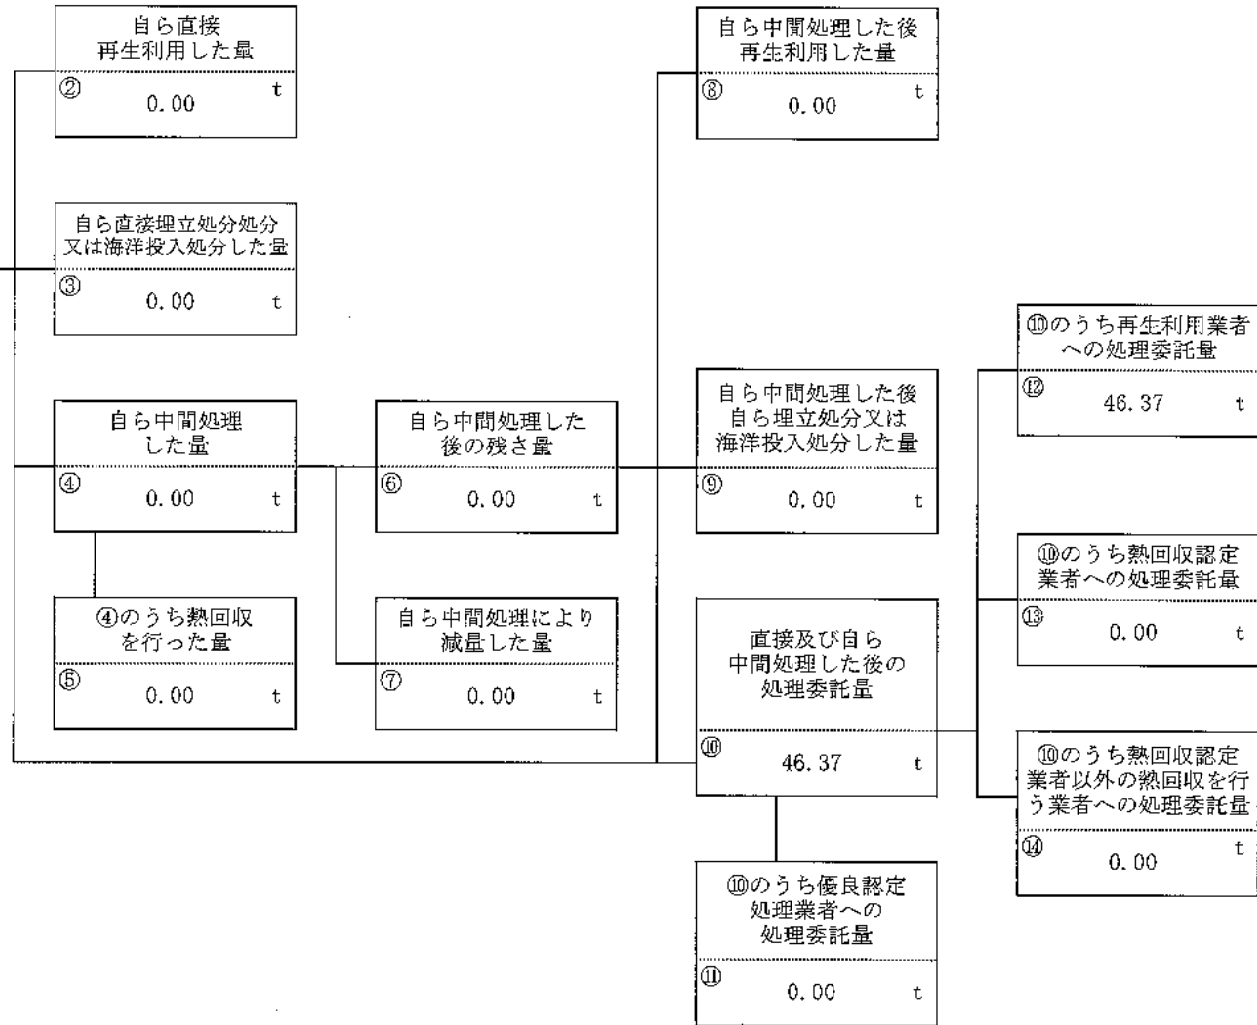 自ら直接
再生利用した量
②
0.00
t
自ら中間処理した後
再生利用した量
⑧
0.00
t
自ら直接埋立処分処分
又は海洋投入処分した量
③
0.00
t
⑩のうち再生利用業者
への処理委託量
⑫
46.37
t
自ら中間処理
した量
④
0.00
t
自ら中間処理した
後の残さ量
⑥
0.00
t
自ら中間処理した後
自ら埋立処分又は
海洋投入処分した量
⑨
0.00
t
⑩のうち熱回収認定
業者への処理委託量
⑬
0.00
t
④のうち熱回収
を行った量
⑤
0.00
t
自ら中間処理により
減量した量
⑦
0.00
t
直接及び自ら
中間処理した後の
処理委託量
⑩
46.37
t
⑩のうち熱回収認定
業者以外の熱回収を行
う業者への処理委託量
⑭
0.00
t
⑩のうち優良認定
処理業者への
処理委託量
⑪
0.00
t